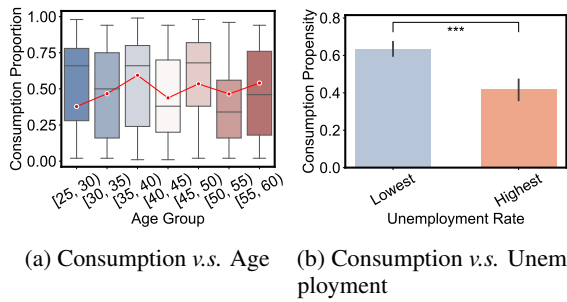 1.00
0.75
0.50
0.25
0.00
Consumption Proportion
[25, 30)
[30, 35)
[35, 40)
[40, 45)
[45, 50)
[50, 55)
[55, 60)
Age Group
(a) Consumption v.s. Age
0.8
0.6
0.4
0.2
0.0
Consumption Propensity
***
Lowest
Highest
Unemployment Rate
(b) Consumption v.s. Unem
ployment